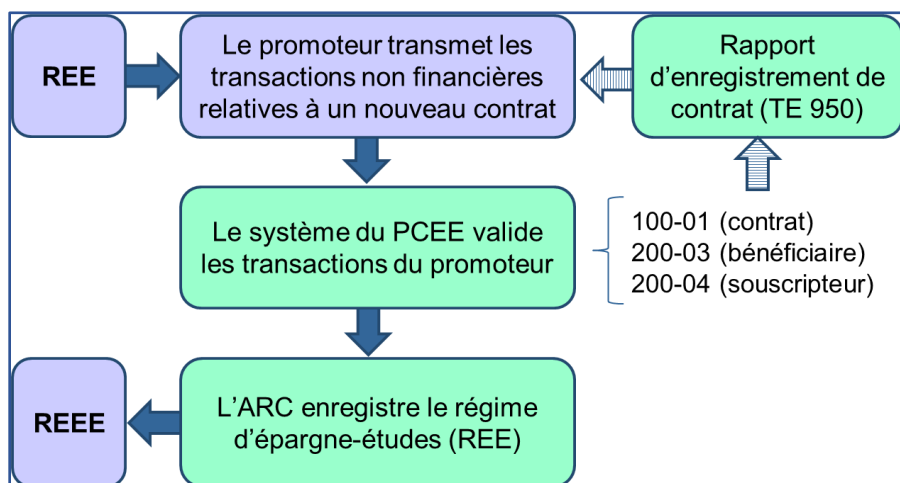 REE
Le promoteur transmet les
transactions non financières
relatives à un nouveau contrat
Rapport
d'enregistrement de
contrat (TE 950)
Le système du PCEE valide
les transactions du promoteur
100-01 (contrat)
200-03 (bénéficiaire)
200-04 (souscripteur)
REEE
L'ARC enregistre le régime
d'épargne-études (REE)